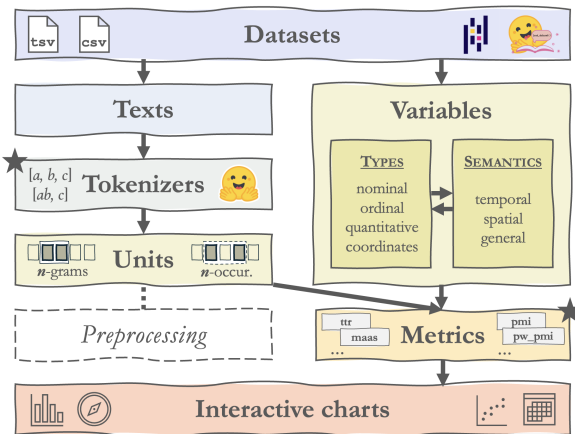 tsv
csv
Datasets
Texts
Variables
[a, b, c]
[ab, c]
Tokenizers
TYPES
nominal
ordinal
quantitative
coordinates
SEMANTICS
temporal
spatial
general
n-grams
Units
n-occur.
Preprocessing
ttr
maas
...
Metrics
pmi
pw_pmi
...
Interactive charts